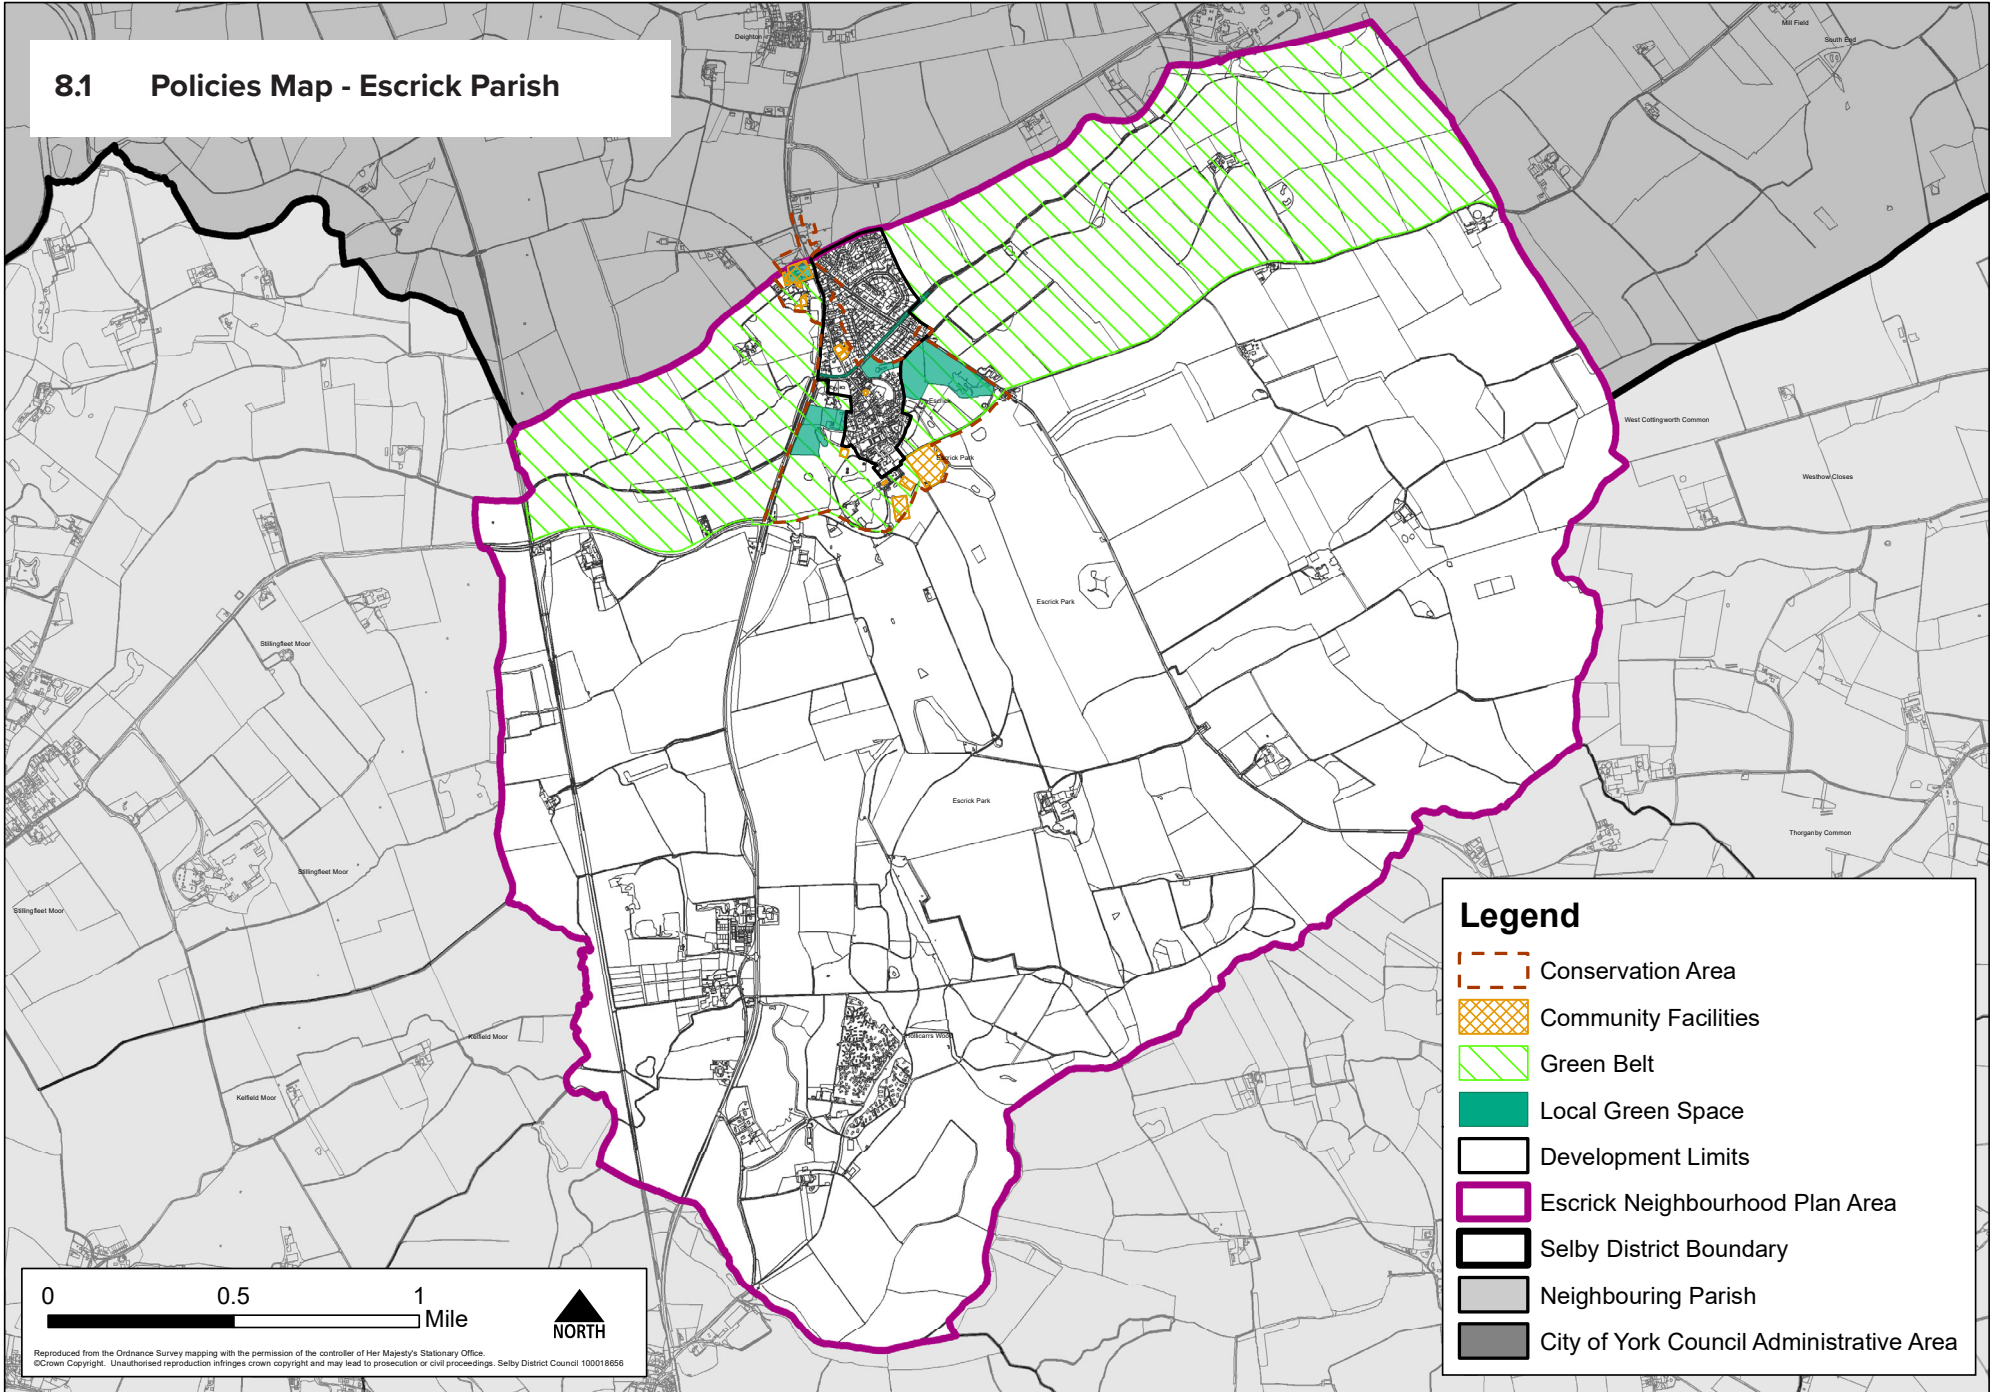 8.1 Policies Map - Escrick Parish
Deighton
Mill Field
South End
Escrick
Escrick Park
West Cottingworth Common
Westhow Closes
Escrick Park
Stillingfleet Moor
Escrick Park
Thorganby Common
Stillingfleet Moor
Stillingfleet Moor
Kelfield Moor
Hollicarrs Wood
Kelfield Moor
Legend
Conservation Area
Community Facilities
Green Belt
Local Green Space
Development Limits
Escrick Neighbourhood Plan Area
Selby District Boundary
Neighbouring Parish
City of York Council Administrative Area
0 0.5 1
Mile
NORTH
Reproduced from the Ordnance Survey mapping with the permission of the controller of Her Majesty's Stationary Office.
©Crown Copyright. Unauthorised reproduction infringes crown copyright and may lead to prosecution or civil proceedings. Selby District Council 100018656